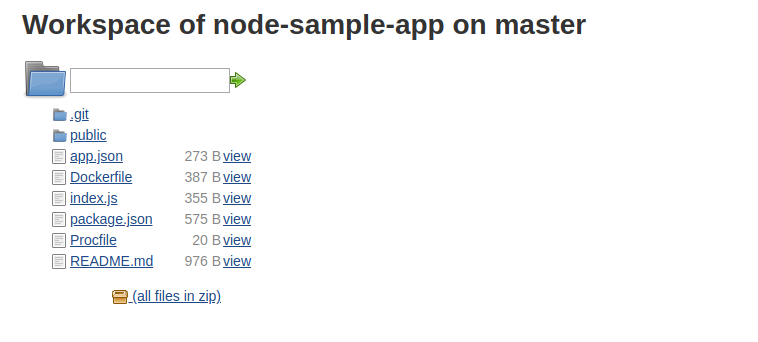 Workspace of node-sample-app on master
.git
public
app.json 273 B view
Dockerfile 387 B view
index.js 355 B view
package.json 575 B view
Procfile 20 B view
README.md 976 B view
(all files in zip)